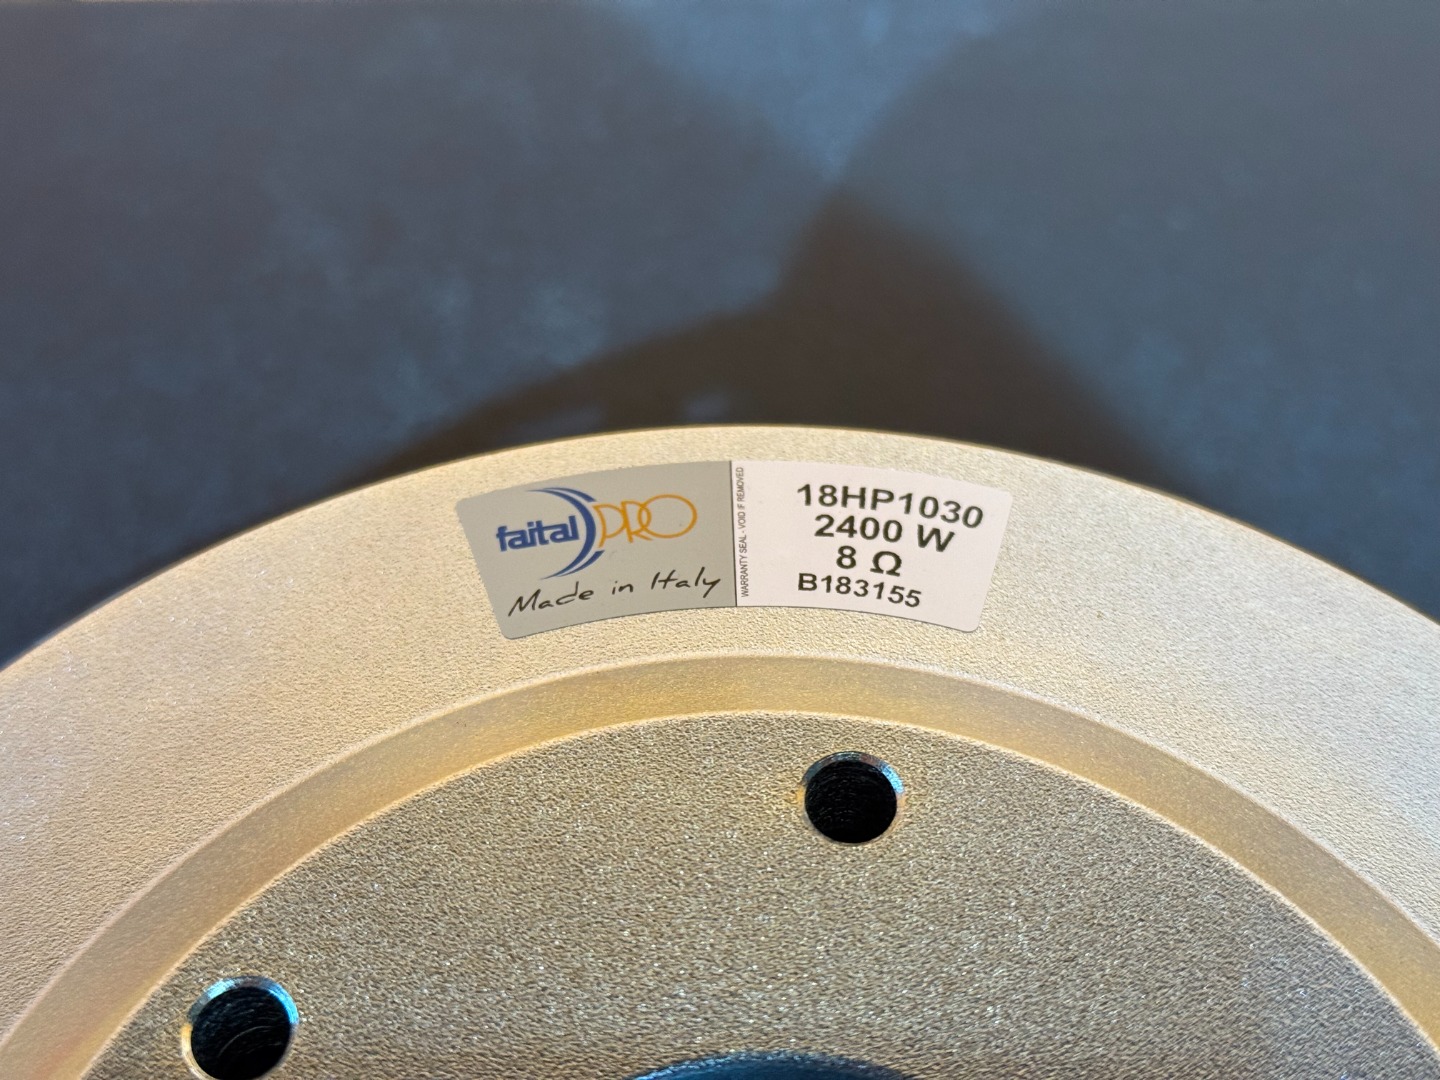 faital PRO
Made in Italy
WARRANTY SEAL - VOID IF REMOVED
18HP1030
2400 W
8 Ω
B183155